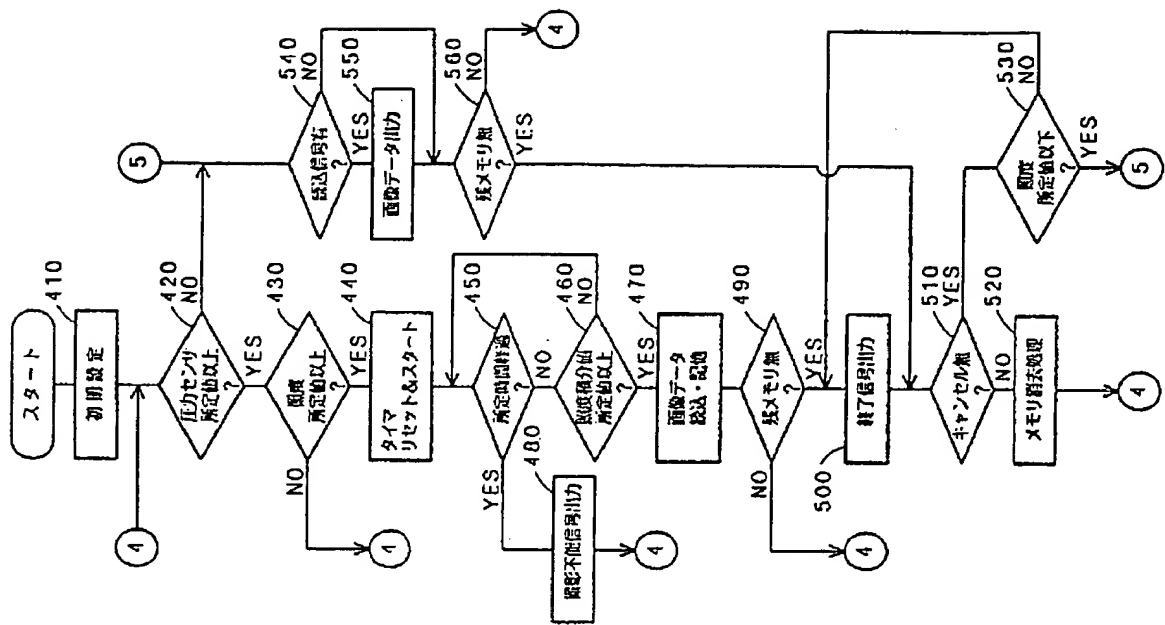 スタート
410
初期設定
4
420
圧力センサ
所定値以上
?
NO
YES
430
照度
所定値以上
?
NO
YES
4
440
タイマ
リセット&スタート
450
所定時間経過
?
YES
NO
460
照度積分値
所定値以上
?
NO
YES
480
撮影不能信号出力
4
470
画像データ
読込・記憶
490
残メモリ無
?
NO
YES
4
500
終了信号出力
510
キャンセル無
?
YES
NO
520
メモリ消去処理
4
5
540
読込信号有
?
NO
YES
550
画像データ出力
560
残メモリ無
?
NO
YES
4
530
照度
所定値以下
?
NO
YES
5